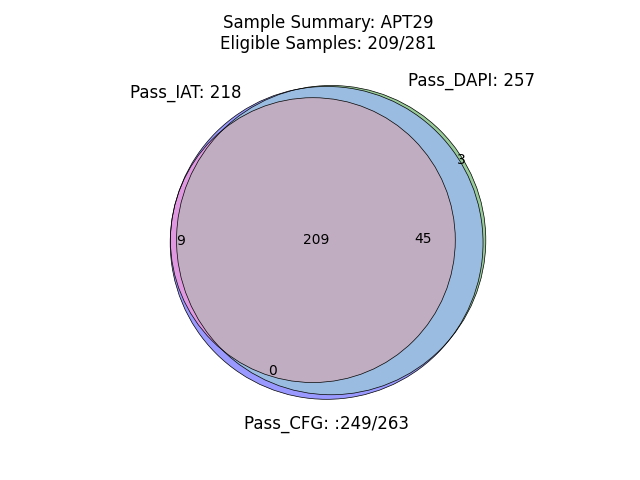 Sample Summary: APT29
Eligible Samples: 209/281
Pass_DAPI: 257
Pass_IAT: 218
3
9
209
45
0
Pass_CFG: :249/263